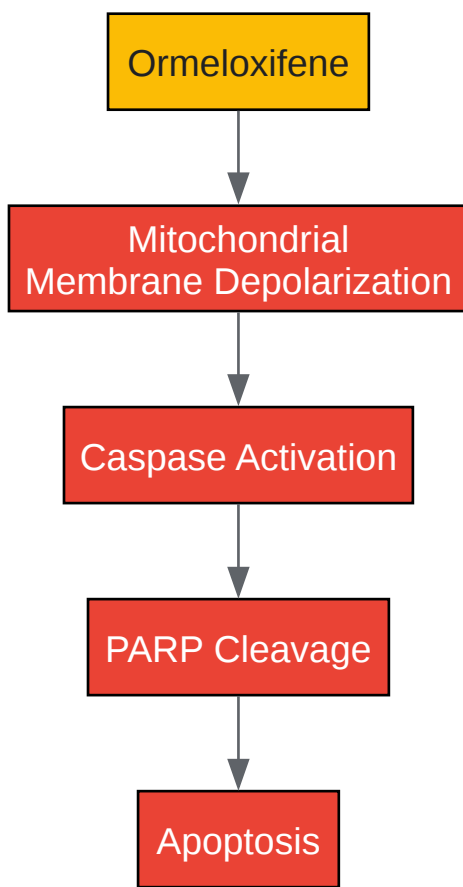 Ormeloxifene
Mitochondrial
Membrane Depolarization
Caspase Activation
PARP Cleavage
Apoptosis